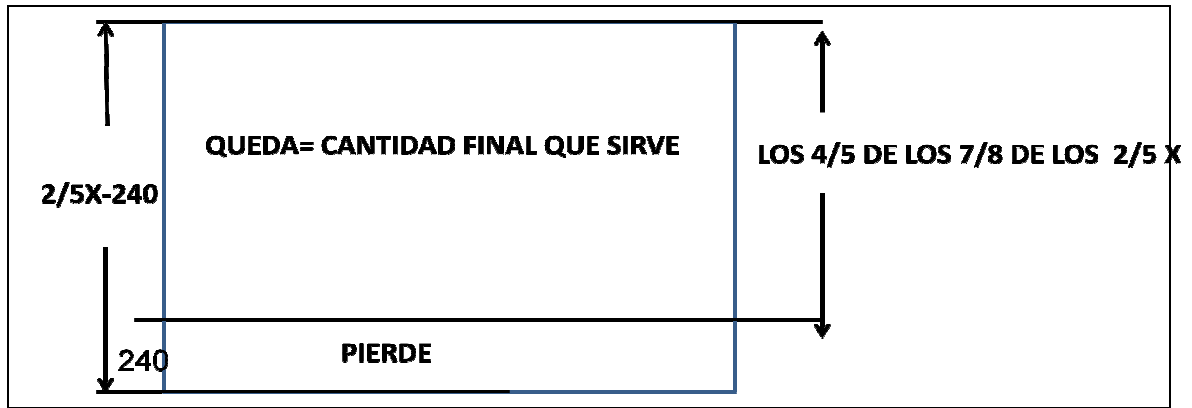 QUEDA= CANTIDAD FINAL QUE SIRVE
LOS 4/5 DE LOS 7/8 DE LOS 2/5 X
2/5X-240
240
PIERDE